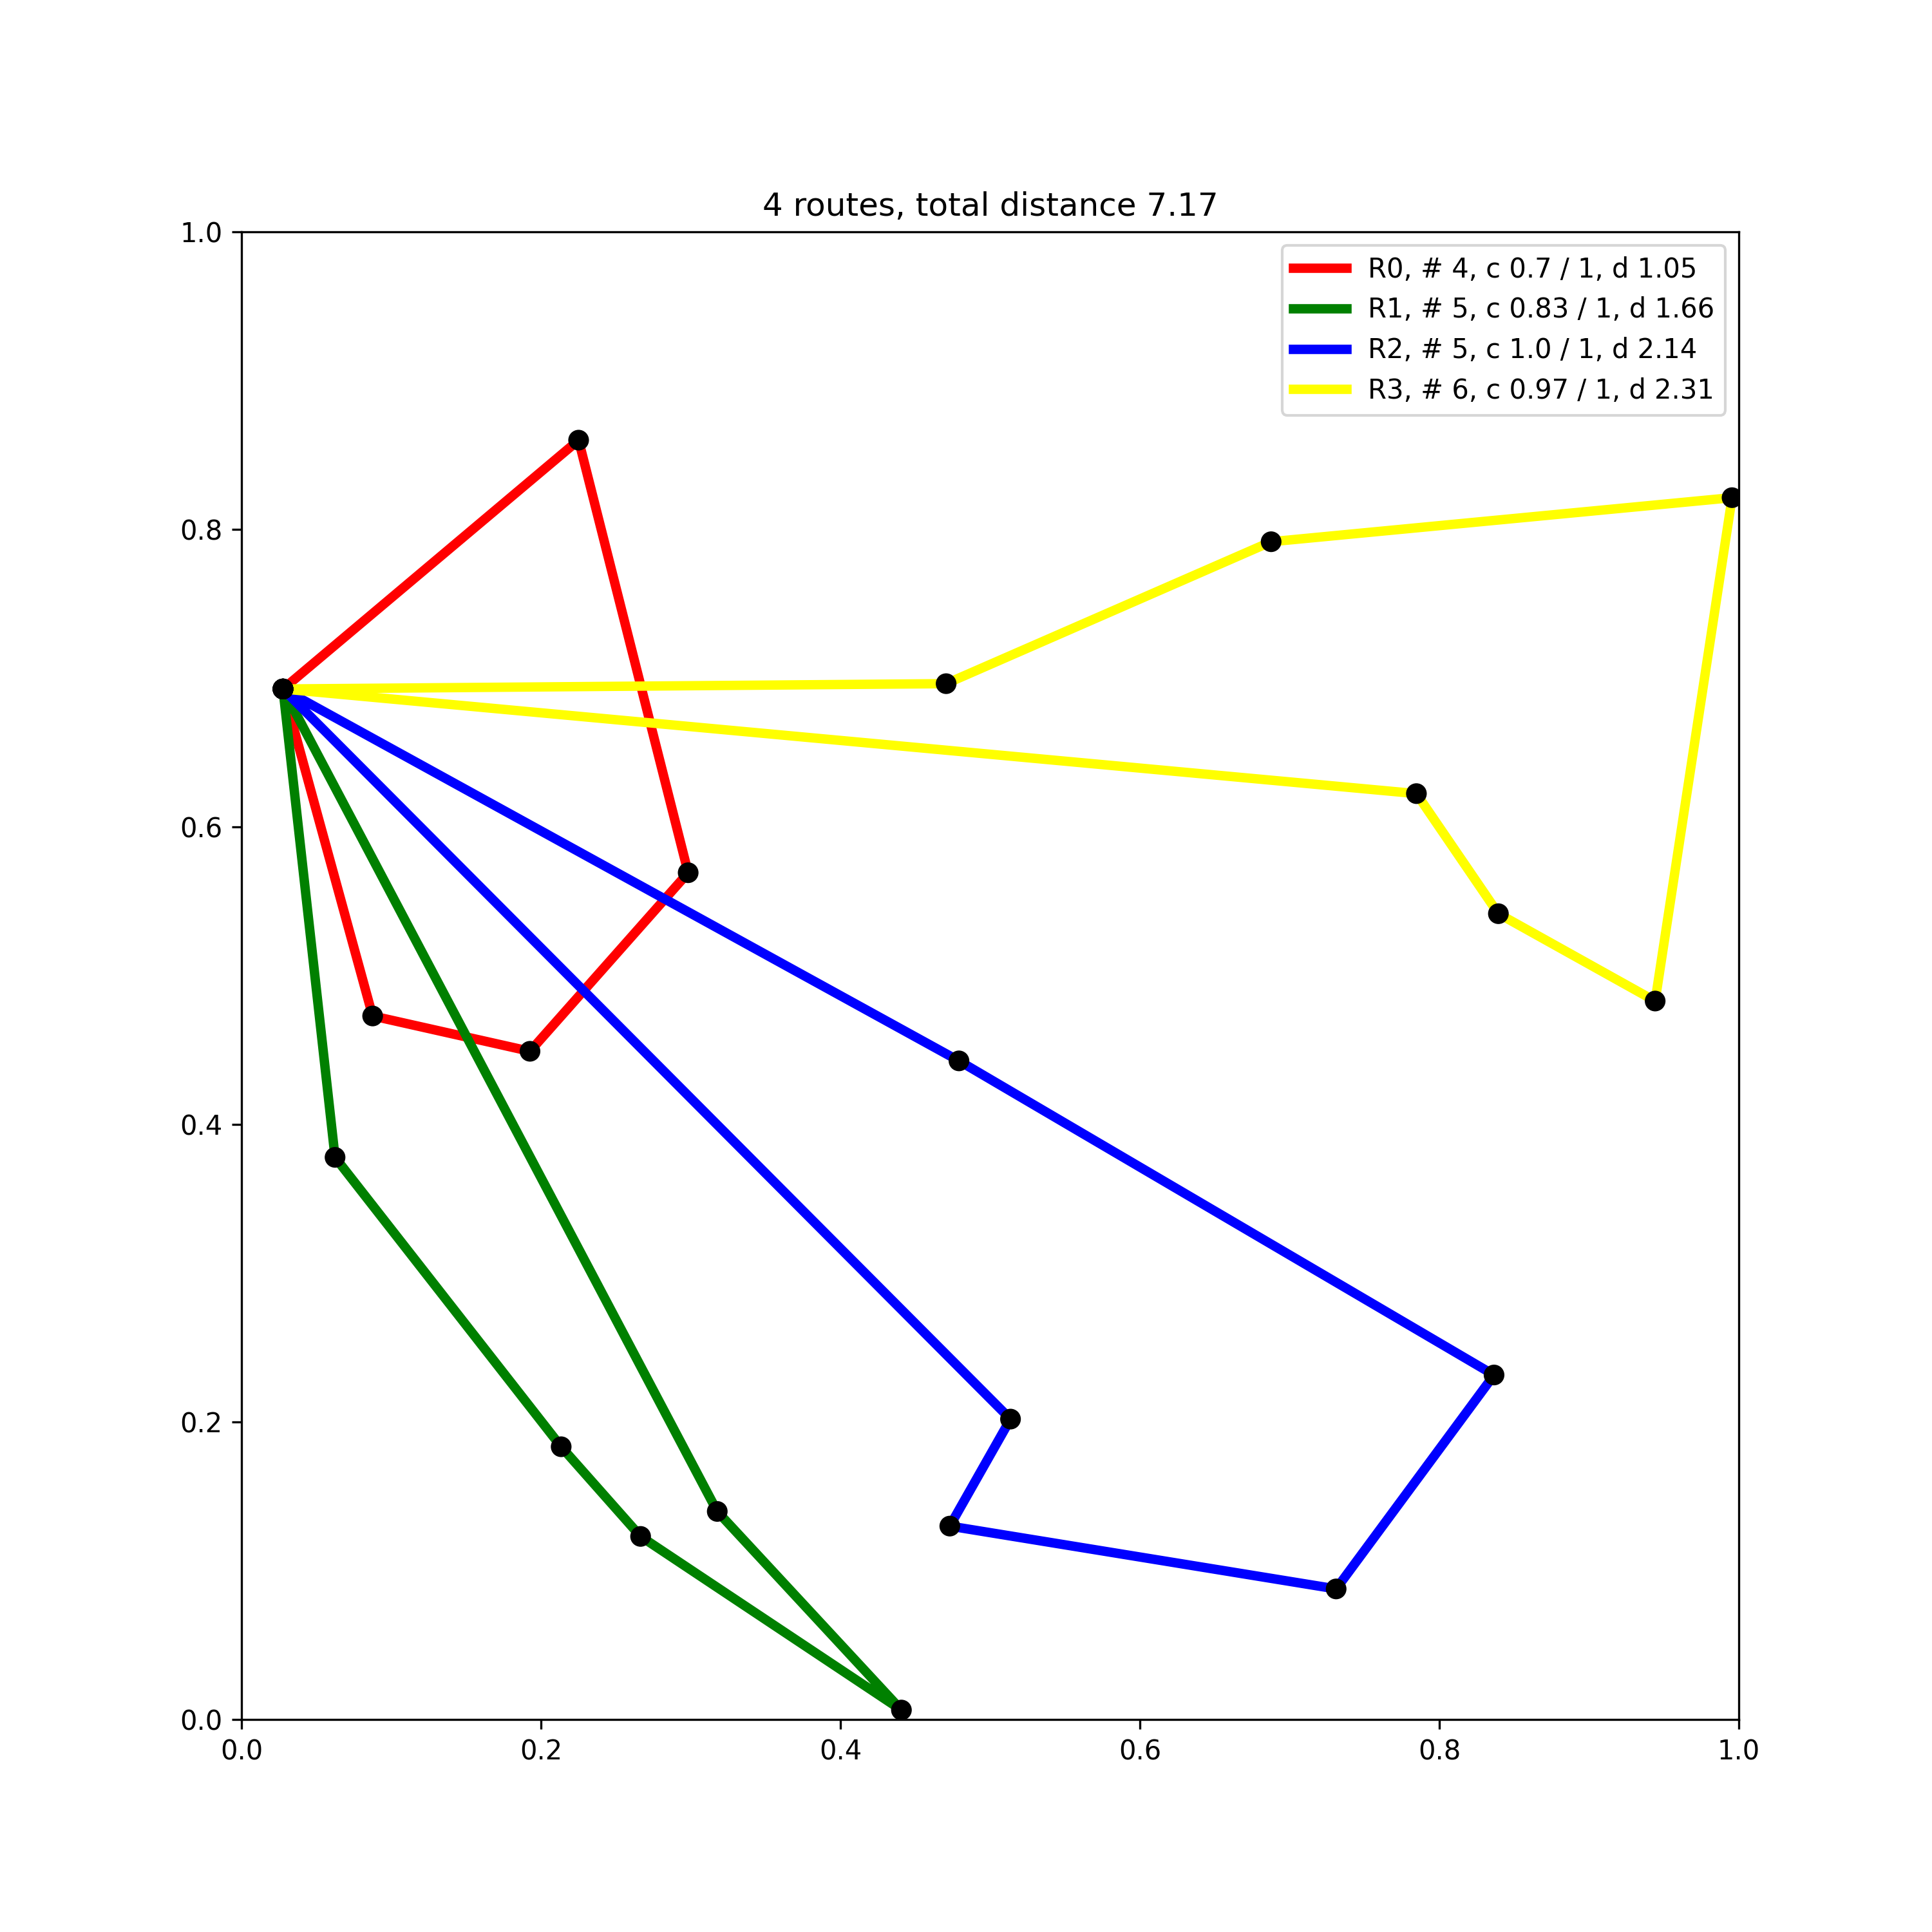 4 routes, total distance 7.17
R0, # 4, c 0.7 / 1, d 1.05
R1, # 5, c 0.83 / 1, d 1.66
R2, # 5, c 1.0 / 1, d 2.14
R3, # 6, c 0.97 / 1, d 2.31
1.0
0.8
0.6
0.4
0.2
0.0
0.0 0.2 0.4 0.6 0.8 1.0